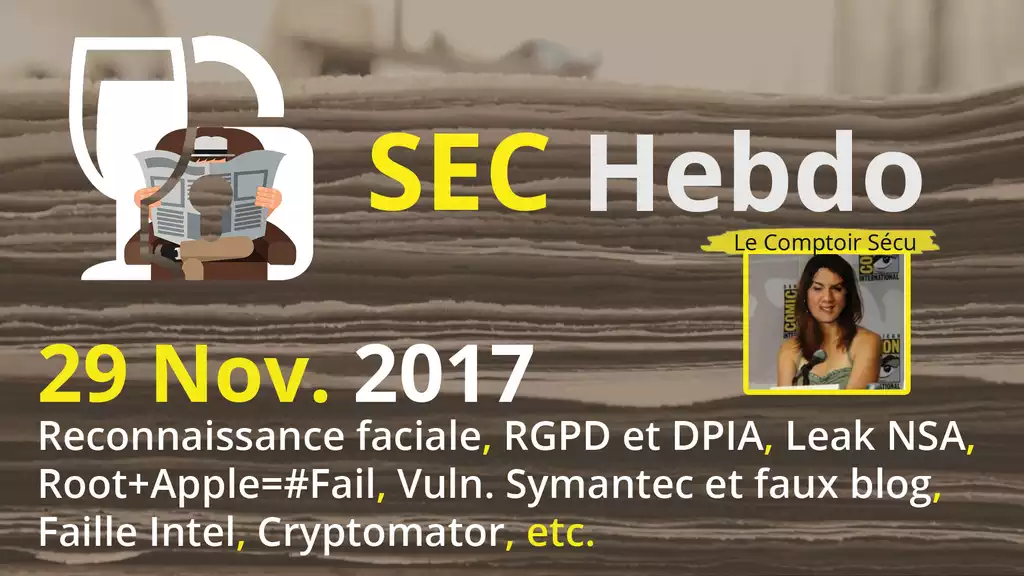 SEC Hebdo
Le Comptoir Sécu
29 Nov. 2017
Reconnaissance faciale, RGPD et DPIA, Leak NSA,
Root+Apple=#Fail, Vuln. Symantec et faux blog,
Faille Intel, Cryptomator, etc.